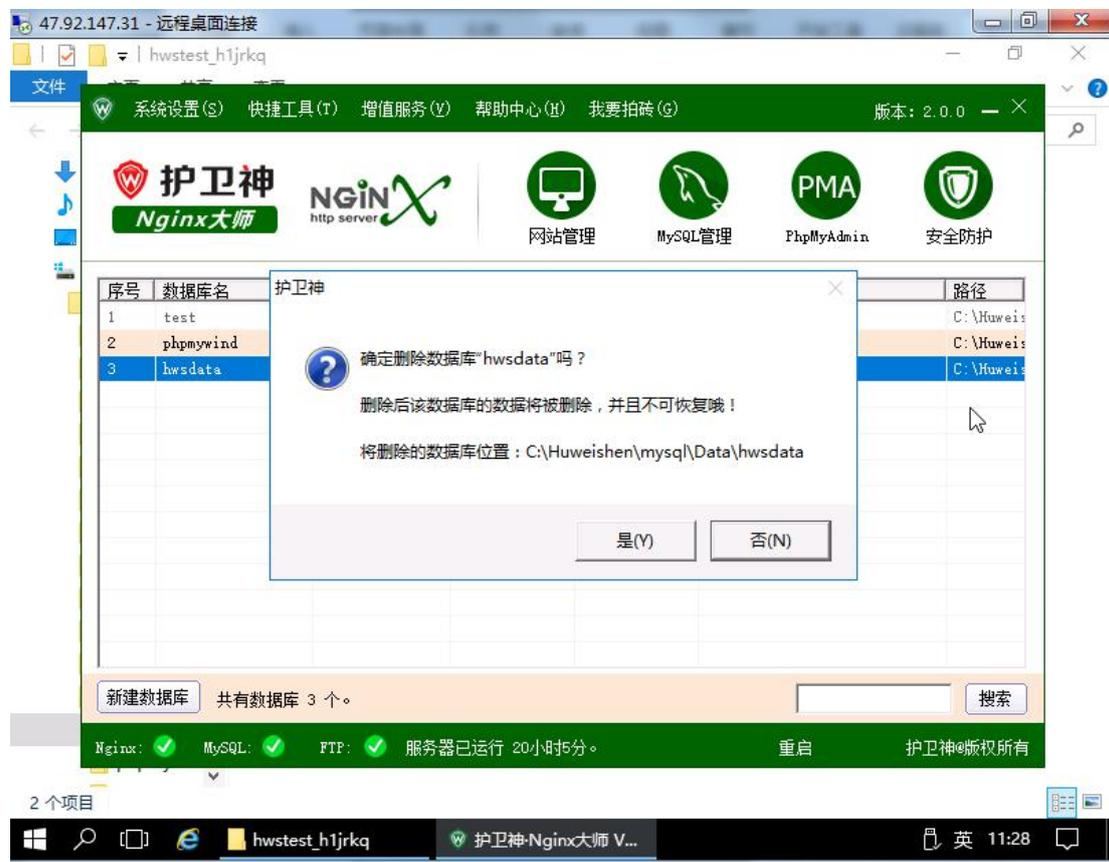 47.92.147.31 - 远程桌面连接
hwstest_h1jrkq
文件
系统设置(S) 快捷工具(T) 增值服务(V) 帮助中心(H) 我要拍砖(G) 版本: 2.0.0
护卫神
Nginx大师
NGiNX
http server
PMA
网站管理 MySQL管理 PhpMyAdmin 安全防护
序号 数据库名 路径
1 test C:\Huweis
2 phpmywind C:\Huweis
3 hwsdata C:\Huweis
护卫神
确定删除数据库"hwsdata"吗？
删除后该数据库的数据将被删除，并且不可恢复哦！
将删除的数据库位置：C:\Huweishen\mysql\Data\hwsdata
是(Y) 否(N)
新建数据库 共有数据库 3 个。 搜索
Nginx: MySQL: FTP: 服务器已运行 20小时5分。 重启 护卫神@版权所有
2 个项目
hwstest_h1jrkq 护卫神·Nginx大师 V... 英 11:28